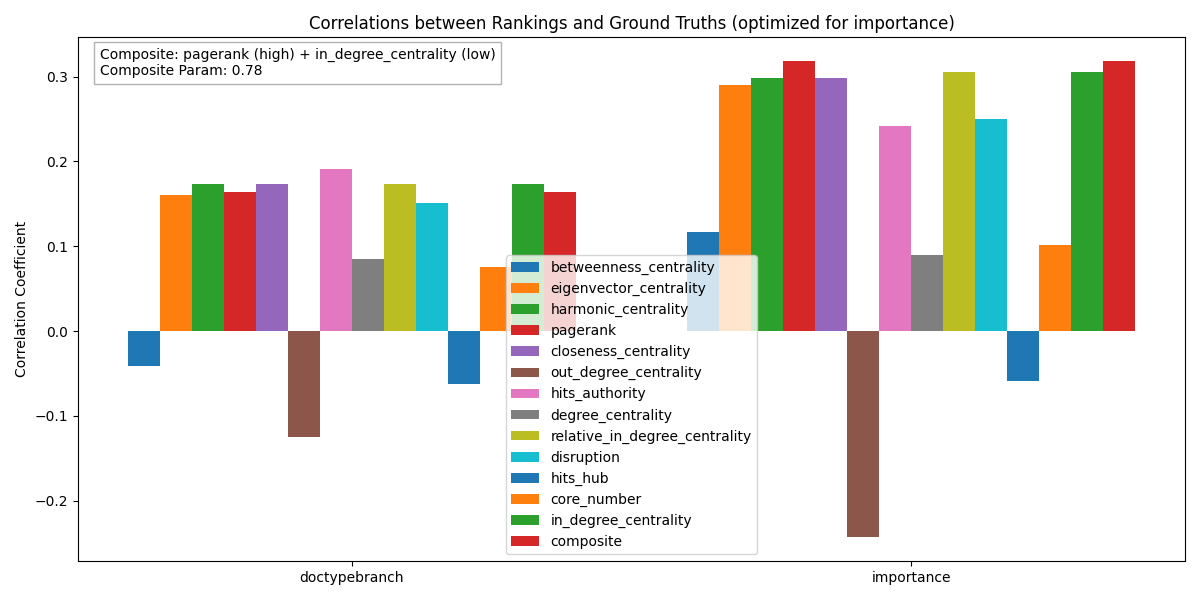 Correlations between Rankings and Ground Truths (optimized for importance)
Composite: pagerank (high) + in_degree_centrality (low)
Composite Param: 0.78
Correlation Coefficient
0.3
0.2
0.1
0.0
−0.1
−0.2
betweenness_centrality
eigenvector_centrality
harmonic_centrality
pagerank
closeness_centrality
out_degree_centrality
hits_authority
degree_centrality
relative_in_degree_centrality
disruption
hits_hub
core_number
in_degree_centrality
composite
doctypebranch
importance